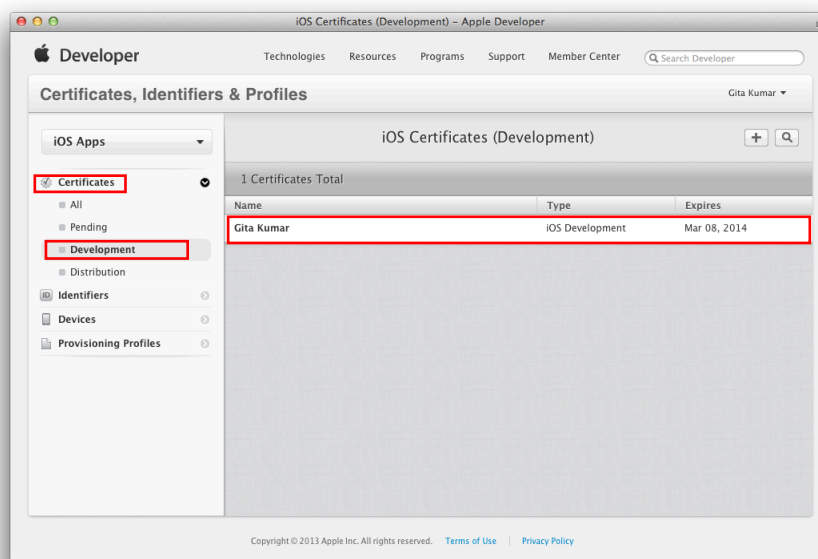 iOS Certificates (Development) – Apple Developer
Developer
Technologies Resources Programs Support Member Center Search Developer
Certificates, Identifiers & Profiles
Gita Kumar
iOS Apps
iOS Certificates (Development)
Certificates
1 Certificates Total
All
Name Type Expires
Pending
Gita Kumar iOS Development Mar 08, 2014
Development
Distribution
ID Identifiers
Devices
Provisioning Profiles
Copyright © 2013 Apple Inc. All rights reserved. Terms of Use Privacy Policy